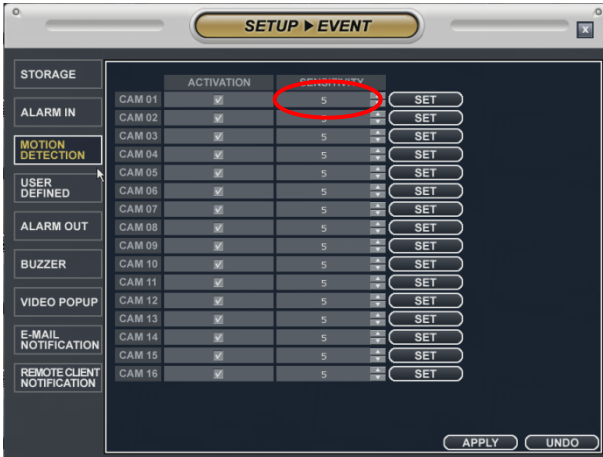 SETUP ▶ EVENT
X
STORAGE
ALARM IN
MOTION
DETECTION
USER
DEFINED
ALARM OUT
BUZZER
VIDEO POPUP
E-MAIL
NOTIFICATION
REMOTE CLIENT
NOTIFICATION
ACTIVATION SENSITIVITY
CAM 01 5 SET
CAM 02 5 SET
CAM 03 5 SET
CAM 04 5 SET
CAM 05 5 SET
CAM 06 5 SET
CAM 07 5 SET
CAM 08 5 SET
CAM 09 5 SET
CAM 10 5 SET
CAM 11 5 SET
CAM 12 5 SET
CAM 13 5 SET
CAM 14 5 SET
CAM 15 5 SET
CAM 16 5 SET
APPLY UNDO